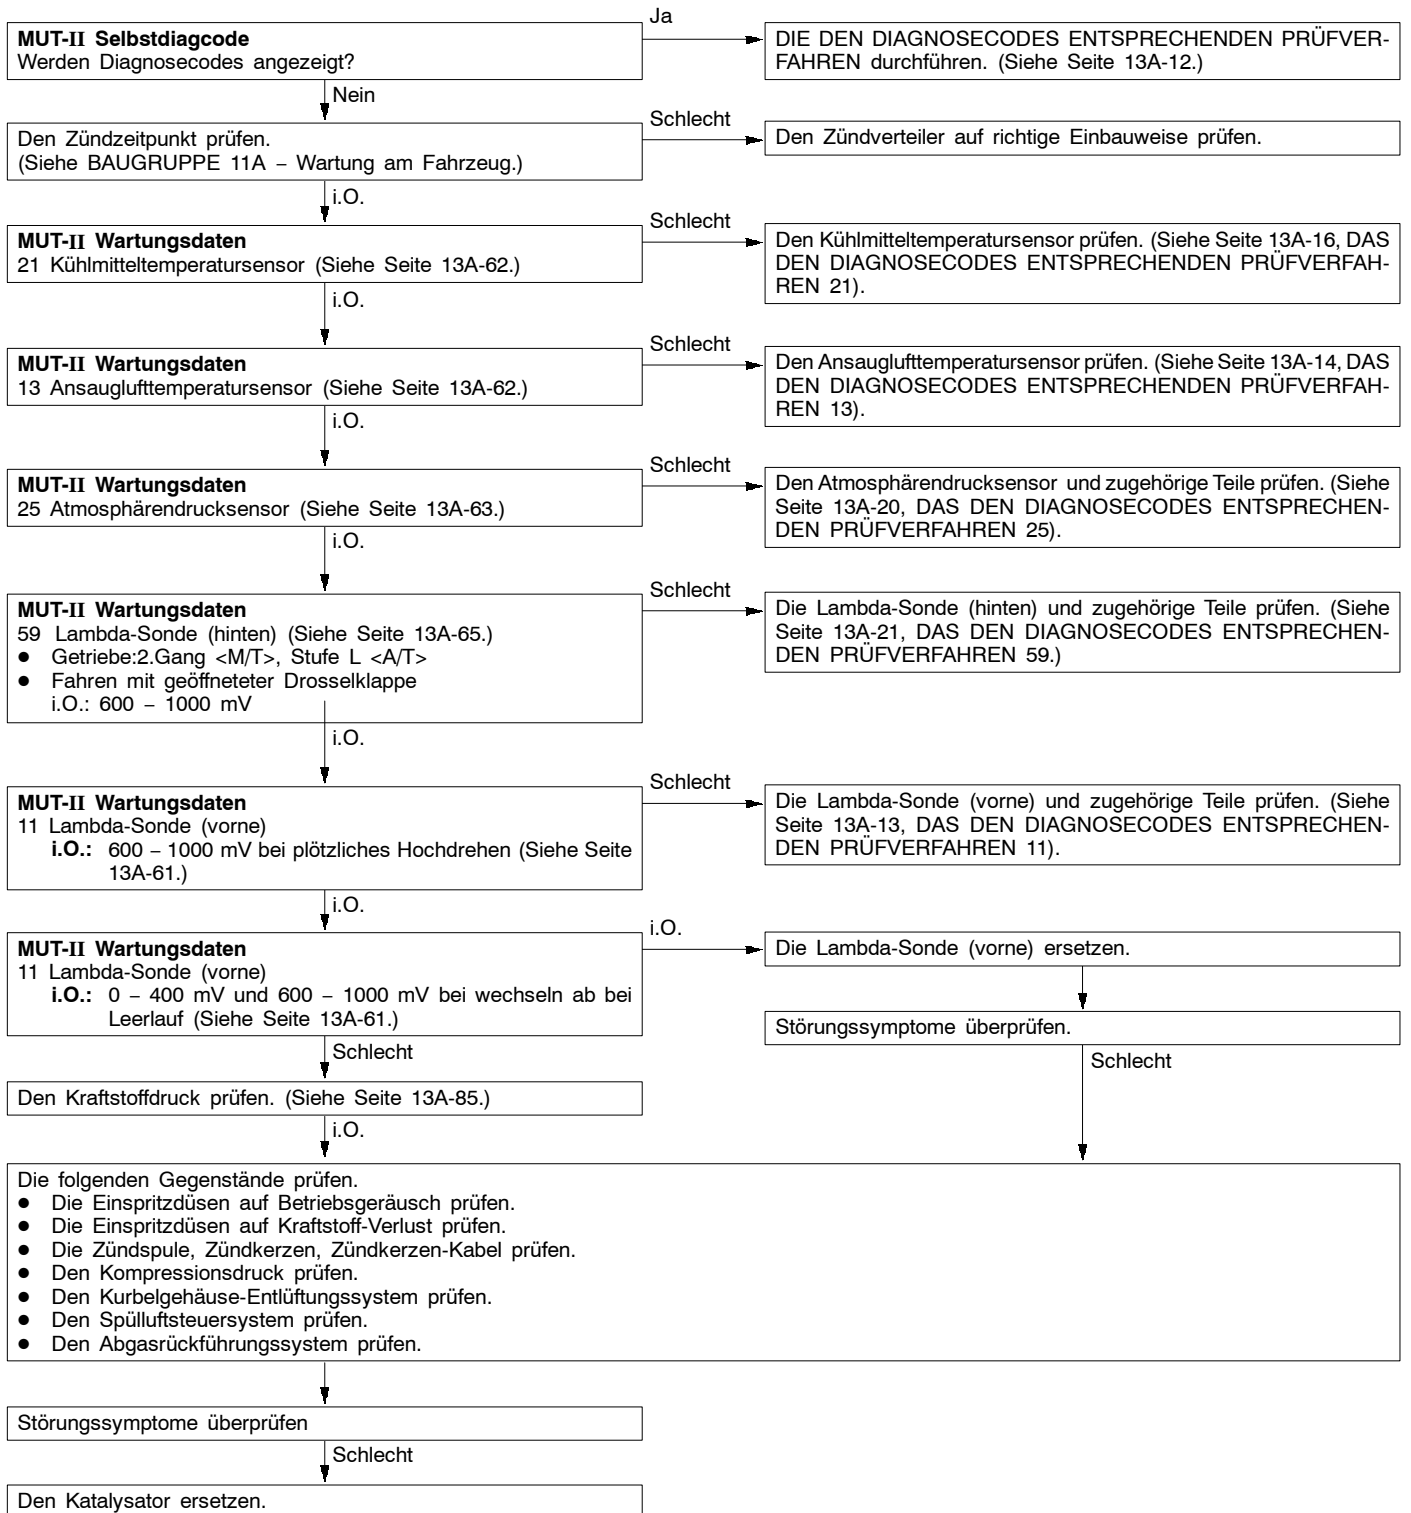 Ja
MUT-II Selbstdiagcode
Werden Diagnosecodes angezeigt?
DIE DEN DIAGNOSECODES ENTSPRECHENDEN PRÜFVER-
FAHREN durchführen. (Siehe Seite 13A-12.)
Nein
Den Zündzeitpunkt prüfen.
(Siehe BAUGRUPPE 11A – Wartung am Fahrzeug.)
Schlecht
Den Zündverteiler auf richtige Einbauweise prüfen.
i.O.
MUT-II Wartungsdaten
21 Kühlmitteltemperatursensor (Siehe Seite 13A-62.)
Schlecht
Den Kühlmitteltemperatursensor prüfen. (Siehe Seite 13A-16, DAS
DEN DIAGNOSECODES ENTSPRECHENDEN PRÜFVERFAH-
REN 21).
i.O.
MUT-II Wartungsdaten
13 Ansauglufttemperatursensor (Siehe Seite 13A-62.)
Schlecht
Den Ansauglufttemperatursensor prüfen. (Siehe Seite 13A-14, DAS
DEN DIAGNOSECODES ENTSPRECHENDEN PRÜFVERFAH-
REN 13).
i.O.
MUT-II Wartungsdaten
25 Atmosphärendrucksensor (Siehe Seite 13A-63.)
Schlecht
Den Atmosphärendrucksensor und zugehörige Teile prüfen. (Siehe
Seite 13A-20, DAS DEN DIAGNOSECODES ENTSPRECHEN-
DEN PRÜFVERFAHREN 25).
i.O.
MUT-II Wartungsdaten
59 Lambda-Sonde (hinten) (Siehe Seite 13A-65.)
● Getriebe:2.Gang <M/T>, Stufe L <A/T>
● Fahren mit geöffneteter Drosselklappe
i.O.: 600 – 1000 mV
Schlecht
Die Lambda-Sonde (hinten) und zugehörige Teile prüfen. (Siehe
Seite 13A-21, DAS DEN DIAGNOSECODES ENTSPRECHEN-
DEN PRÜFVERFAHREN 59.)
i.O.
MUT-II Wartungsdaten
11 Lambda-Sonde (vorne)
i.O.: 600 – 1000 mV bei plötzliches Hochdrehen (Siehe Seite
13A-61.)
Schlecht
Die Lambda-Sonde (vorne) und zugehörige Teile prüfen. (Siehe
Seite 13A-13, DAS DEN DIAGNOSECODES ENTSPRECHEN-
DEN PRÜFVERFAHREN 11).
i.O.
MUT-II Wartungsdaten
11 Lambda-Sonde (vorne)
i.O.: 0 – 400 mV und 600 – 1000 mV bei wechseln ab bei
Leerlauf (Siehe Seite 13A-61.)
i.O.
Die Lambda-Sonde (vorne) ersetzen.
Störungssymptome überprüfen.
Schlecht
Schlecht
Den Kraftstoffdruck prüfen. (Siehe Seite 13A-85.)
i.O.
Die folgenden Gegenstände prüfen.
● Die Einspritzdüsen auf Betriebsgeräusch prüfen.
● Die Einspritzdüsen auf Kraftstoff-Verlust prüfen.
● Die Zündspule, Zündkerzen, Zündkerzen-Kabel prüfen.
● Den Kompressionsdruck prüfen.
● Den Kurbelgehäuse-Entlüftungssystem prüfen.
● Den Spülluftsteuersystem prüfen.
● Den Abgasrückführungssystem prüfen.
Störungssymptome überprüfen
Schlecht
Den Katalysator ersetzen.